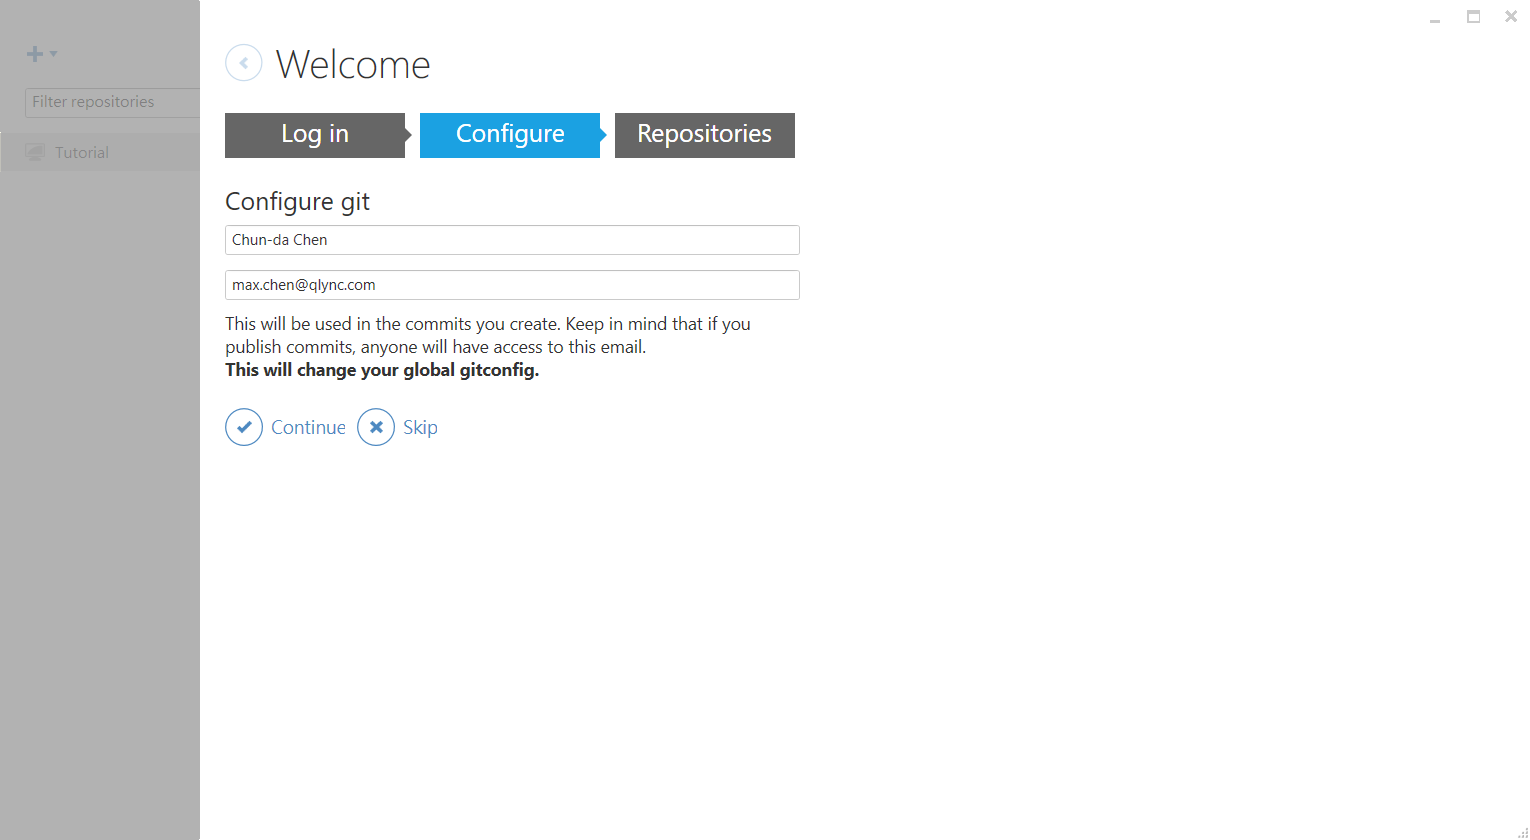 Welcome
Filter repositories
Tutorial
Log in
Configure
Repositories
Configure git
Chun-da Chen
max.chen@qlync.com
This will be used in the commits you create. Keep in mind that if you
publish commits, anyone will have access to this email.
This will change your global gitconfig.
Continue
Skip